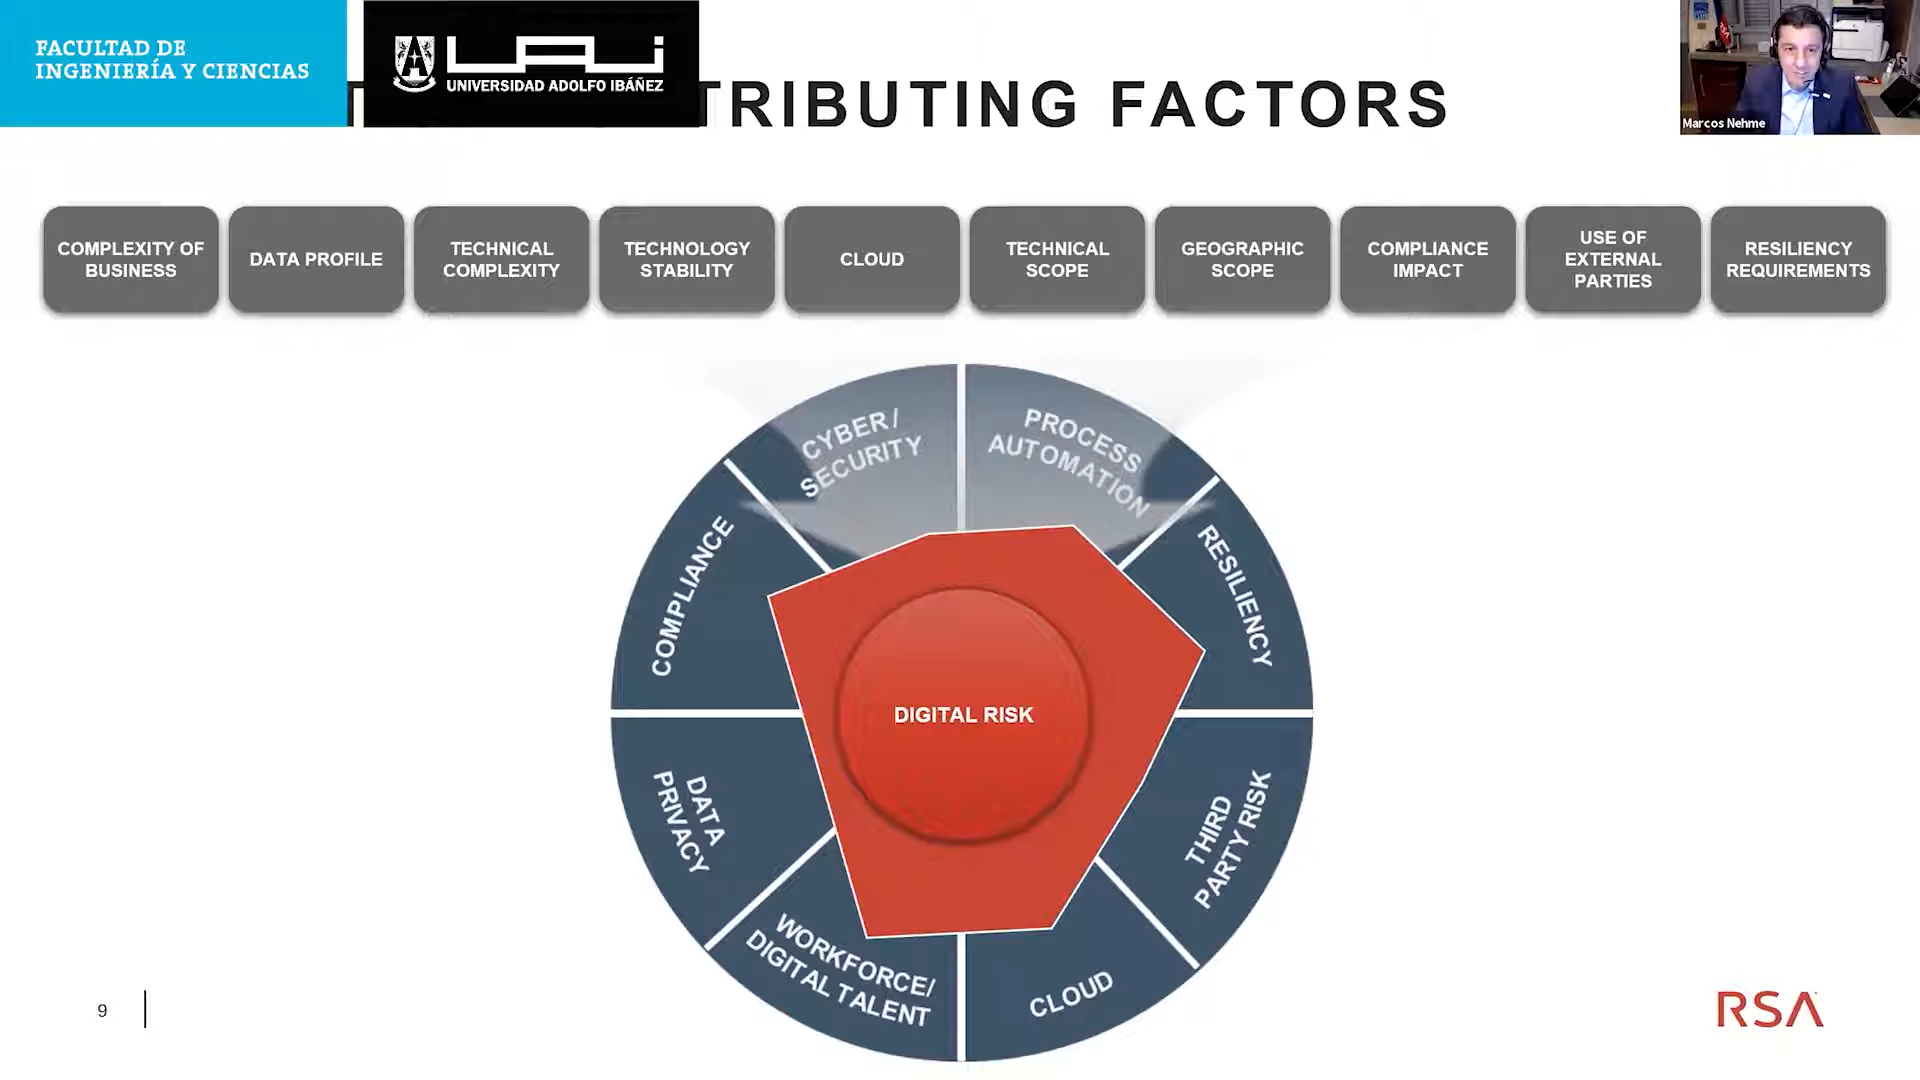 FACULTAD DE
INGENIERÍA Y CIENCIAS
UAI
UNIVERSIDAD ADOLFO IBÁÑEZ
TRIBUTING FACTORS
Marcos Nehme
COMPLEXITY OF
BUSINESS
DATA PROFILE
TECHNICAL
COMPLEXITY
TECHNOLOGY
STABILITY
CLOUD
TECHNICAL
SCOPE
GEOGRAPHIC
SCOPE
COMPLIANCE
IMPACT
USE OF
EXTERNAL
PARTIES
RESILIENCY
REQUIREMENTS
CYBER/
SECURITY
PROCESS
AUTOMATION
RESILIENCY
THIRD
PARTY RISK
CLOUD
WORKFORCE/
DIGITAL TALENT
DATA
PRIVACY
COMPLIANCE
DIGITAL RISK
9
RSA